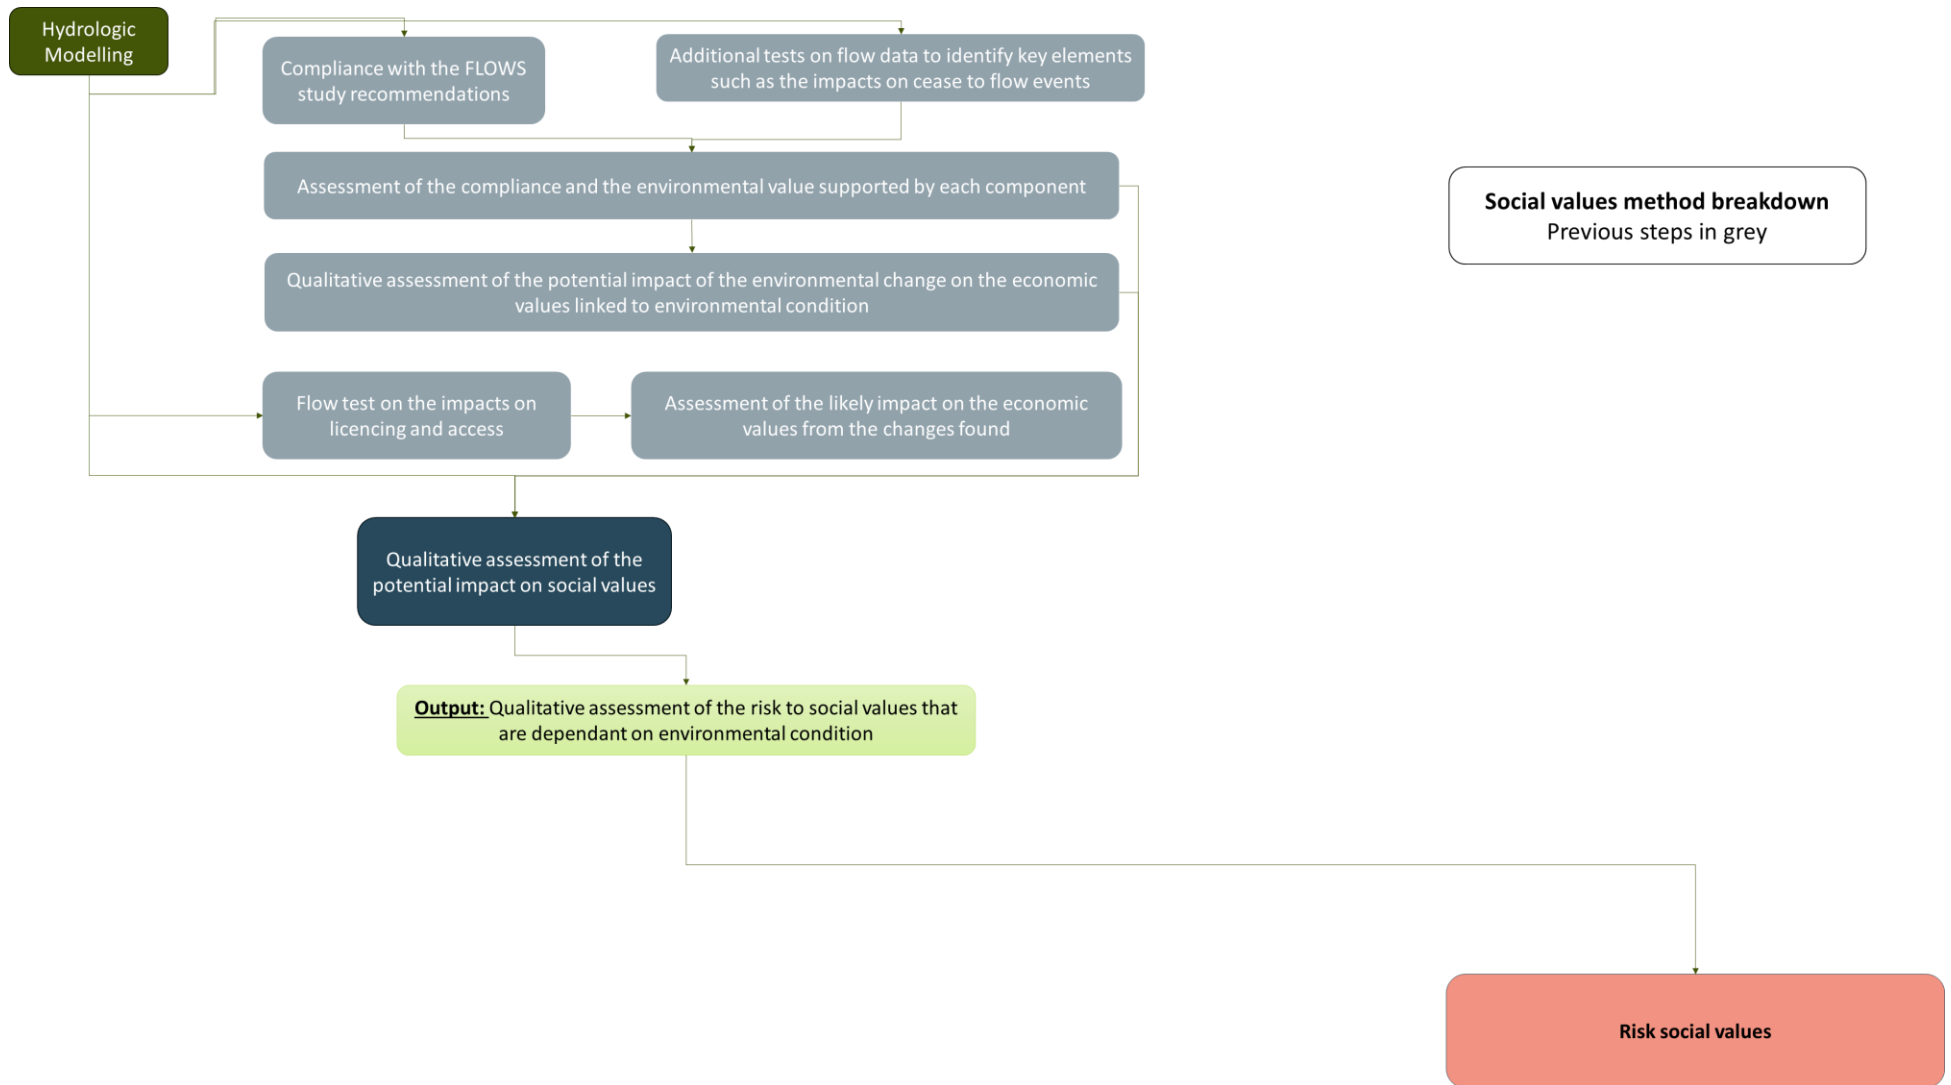 Hydrologic
Modelling
Compliance with the FLOWS
study recommendations
Additional tests on flow data to identify key elements
such as the impacts on cease to flow events
Assessment of the compliance and the environmental value supported by each component
Social values method breakdown
Previous steps in grey
Qualitative assessment of the potential impact of the environmental change on the economic
values linked to environmental condition
Flow test on the impacts on
licencing and access
Assessment of the likely impact on the economic
values from the changes found
Qualitative assessment of the
potential impact on social values
Output: Qualitative assessment of the risk to social values that
are dependant on environmental condition
Risk social values